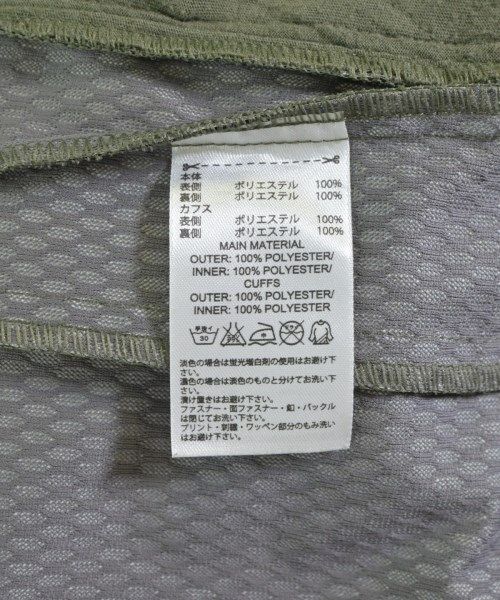 本体
表側 ポリエステル 100%
裏側 ポリエステル 100%
カフス
表側 ポリエステル 100%
裏側 ポリエステル 100%
MAIN MATERIAL
OUTER: 100% POLYESTER/
INNER: 100% POLYESTER/
CUFFS
OUTER: 100% POLYESTER/
INNER: 100% POLYESTER
手洗イ
30
淡色の場合は蛍光増白剤の使用はお避け下
さい。
濃色の場合は淡色のものと分けてお洗い下
さい。
漬け置きはお避け下さい。
ファスナー・面ファスナー・釦・バックル
は閉じてお洗い下さい。
プリント・刺繍・ワッペン部分のもみ洗い
はお避け下さい。